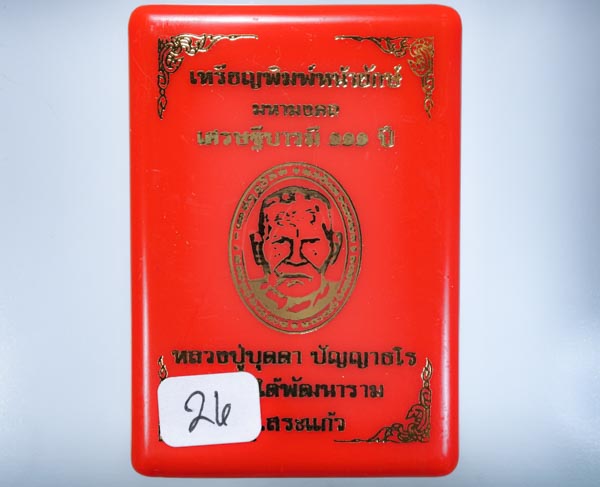 เหรียญพิมพ์หน้ายักษ์
มหามงคล
เศรษฐีบารมี ๑๑๑ ปี
หลวงปู่บุดดา ปัญญาธโร
ใต้พัฒนาราม
สระแก้ว
26